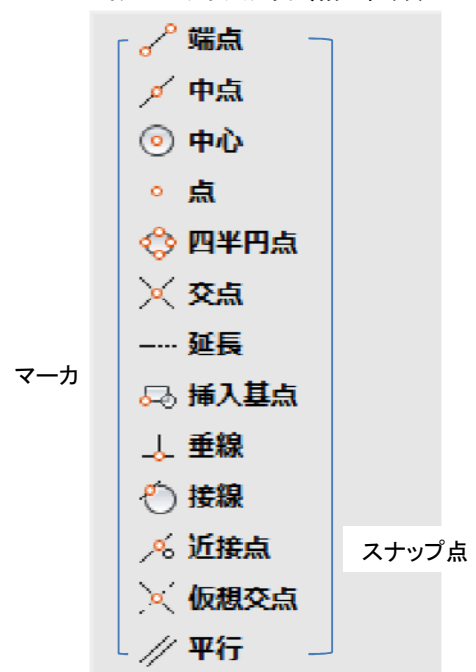 端点
中点
中心
点
四半円点
交点
延長
マーカ
挿入基点
垂線
接線
近接点
スナップ点
仮想交点
平行